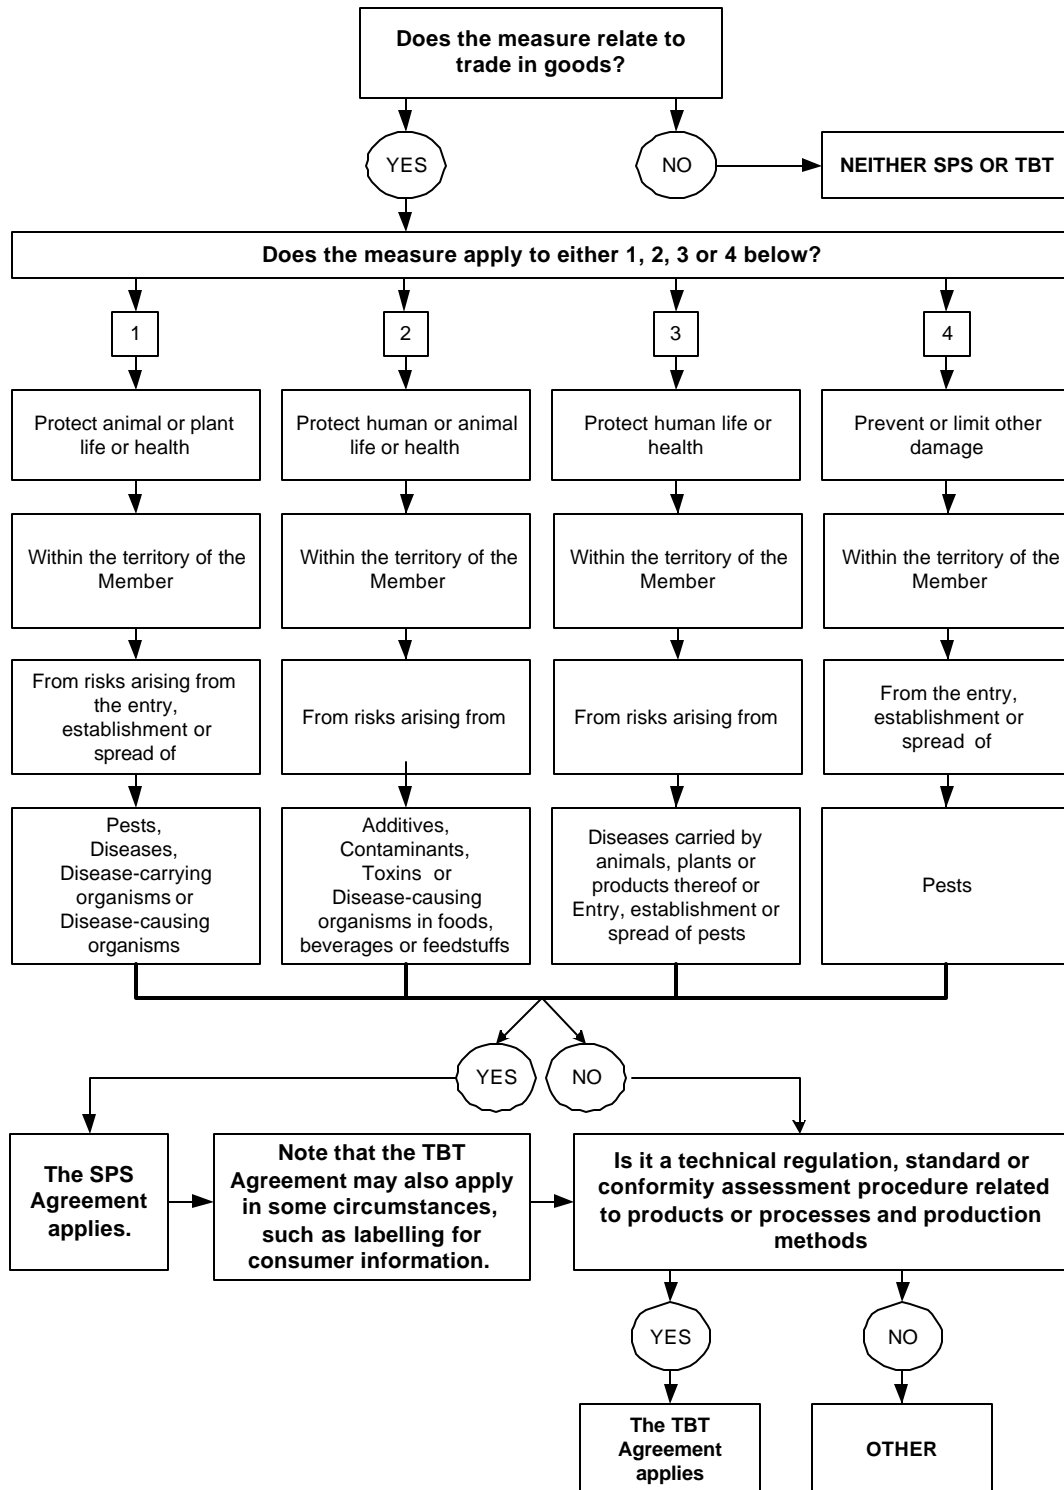 Does the measure relate to
trade in goods?
YES
NO
NEITHER SPS OR TBT
Does the measure apply to either 1, 2, 3 or 4 below?
1
2
3
4
Protect animal or plant
life or health
Protect human or animal
life or health
Protect human life or
health
Prevent or limit other
damage
Within the territory of the
Member
Within the territory of the
Member
Within the territory of the
Member
Within the territory of the
Member
From risks arising from
the entry,
establishment or
spread of
From risks arising from
From risks arising from
From the entry,
establishment or
spread of
Pests,
Diseases,
Disease-carrying
organisms or
Disease-causing
organisms
Additives,
Contaminants,
Toxins or
Disease-causing
organisms in foods,
beverages or feedstuffs
Diseases carried by
animals, plants or
products thereof or
Entry, establishment or
spread of pests
Pests
YES
NO
The SPS
Agreement
applies.
Note that the TBT
Agreement may also apply
in some circumstances,
such as labelling for
consumer information.
Is it a technical regulation, standard or
conformity assessment procedure related
to products or processes and production
methods
YES
NO
The TBT
Agreement
applies
OTHER